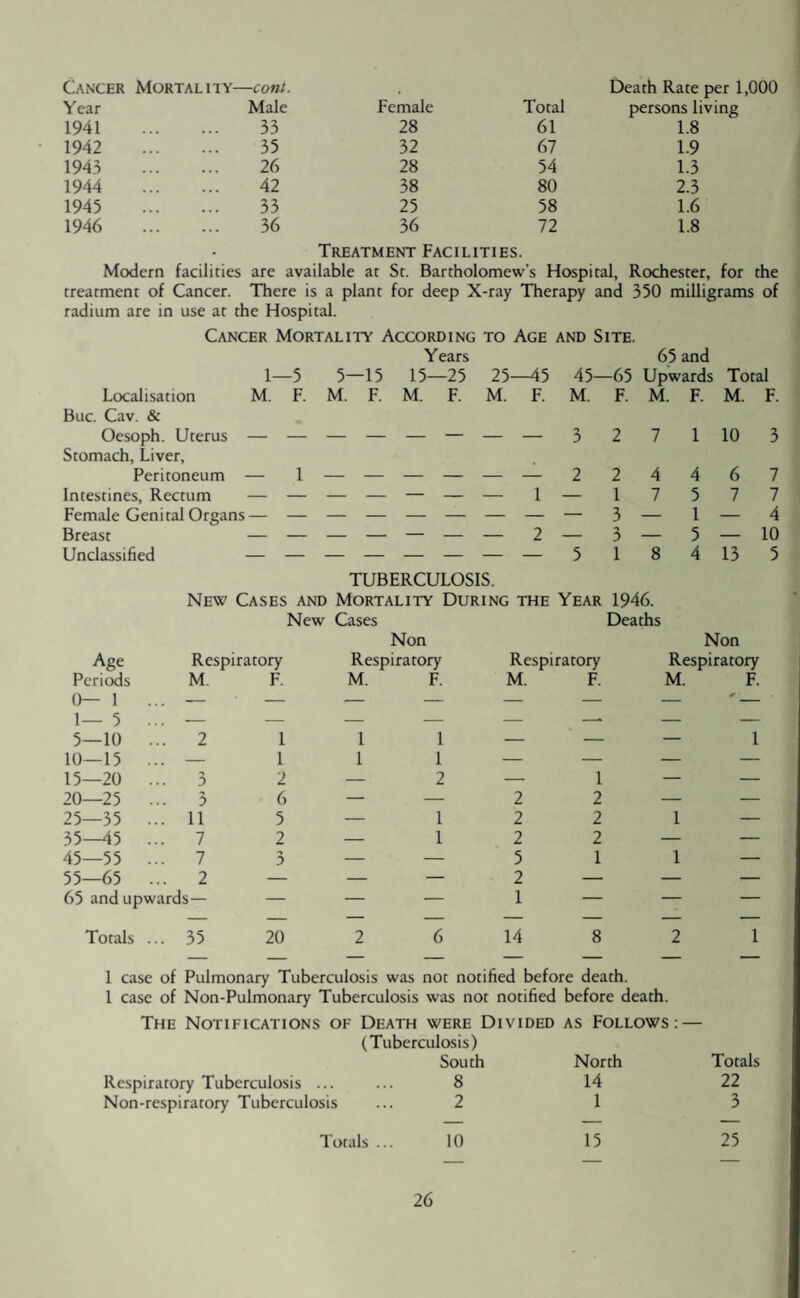 CANCER MORTALITY—cont. Death Rate per 1,000
Year Male Female Total persons living
1941 ... ... 33 28 61 1.8
1942 ... ... 35 32 67 1.9
1943 ... ... 26 28 54 1.3
1944 ... ... 42 38 80 2.3
1945 ... ... 33 25 58 1.6
1946 ... ... 36 36 72 1.8
TREATMENT FACILITIES.
Modern facilities are available at St. Bartholomew's Hospital, Rochester, for the
treatment of Cancer. There is a plant for deep X-ray Therapy and 350 milligrams of
radium are in use at the Hospital.
CANCER MORTALITY ACCORDING TO AGE AND SITE.
Years 65 and
1—5 5—15 15—25 25—45 45—65 Upwards Total
Localisation M. F. M. F. M. F. M. F. M. F. M. F. M. F.
Buc. Cav. &
Oesoph. Uterus — — — — — — — — 3 2 7 1 10 3
Stomach, Liver,
Peritoneum — 1 — — — — — — 2 2 4 4 6 7
Intestines, Rectum — — — — — — — 1 — 1 7 5 7 7
Female Genital Organs — — — — — — — — — 3 — 1 — 4
Breast — — — — — — — 2 — 3 — 5 — 10
Unclassified — — — — — — — — 5 1 8 4 13 5
TUBERCULOSIS.
NEW CASES AND MORTALITY DURING THE YEAR 1946.
New Cases Deaths
Non Non
Age Respiratory Respiratory Respiratory Respiratory
Periods M. F. M. F. M. F. M. F.
0— 1 ... — — — — — — — —
1— 5 ... — — — — — — — —
5—10 ... 2 1 1 1 — — — 1
10—15 ... — 1 1 1 — — — —
15—20 ... 3 2 — 2 — 1 — —
20—25 ... 3 6 — — 2 2 — —
25—35 ... 11 5 — 1 2 2 1 —
35—45 ... 7 2 — 1 2 2 — —
45—55 ... 7 3 — — 5 1 1 —
55—65 ... 2 — — — 2 — — —
65 and upwards— — — — 1 — — —
Totals ... 35 20 2 6 14 8 2 1
1 case of Pulmonary Tuberculosis was not notified before death.
1 case of Non-Pulmonary Tuberculosis was not notified before death.
THE NOTIFICATIONS OF DEATH WERE DIVIDED AS FOLLOWS : —
(Tuberculosis)
South North Totals
Respiratory Tuberculosis ... ... 8 14 22
Non-respiratory Tuberculosis ... 2 1 3
Totals ... 10 15 25
26